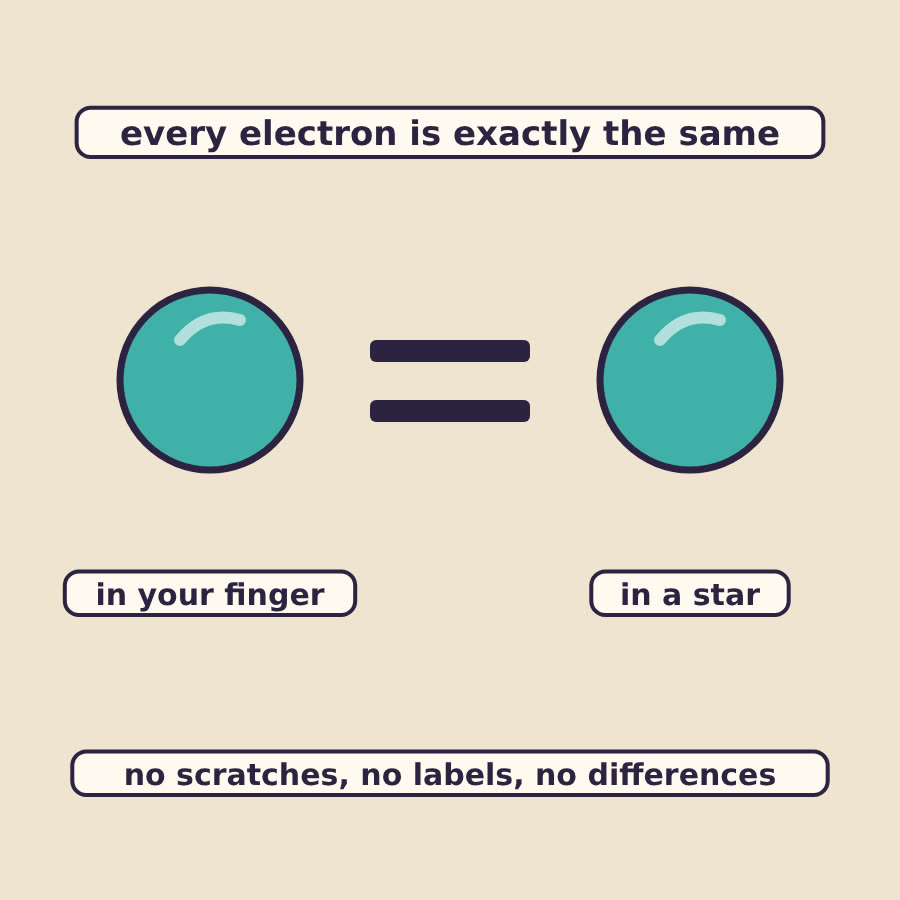 every electron is exactly the same
in your finger
in a star
no scratches, no labels, no differences